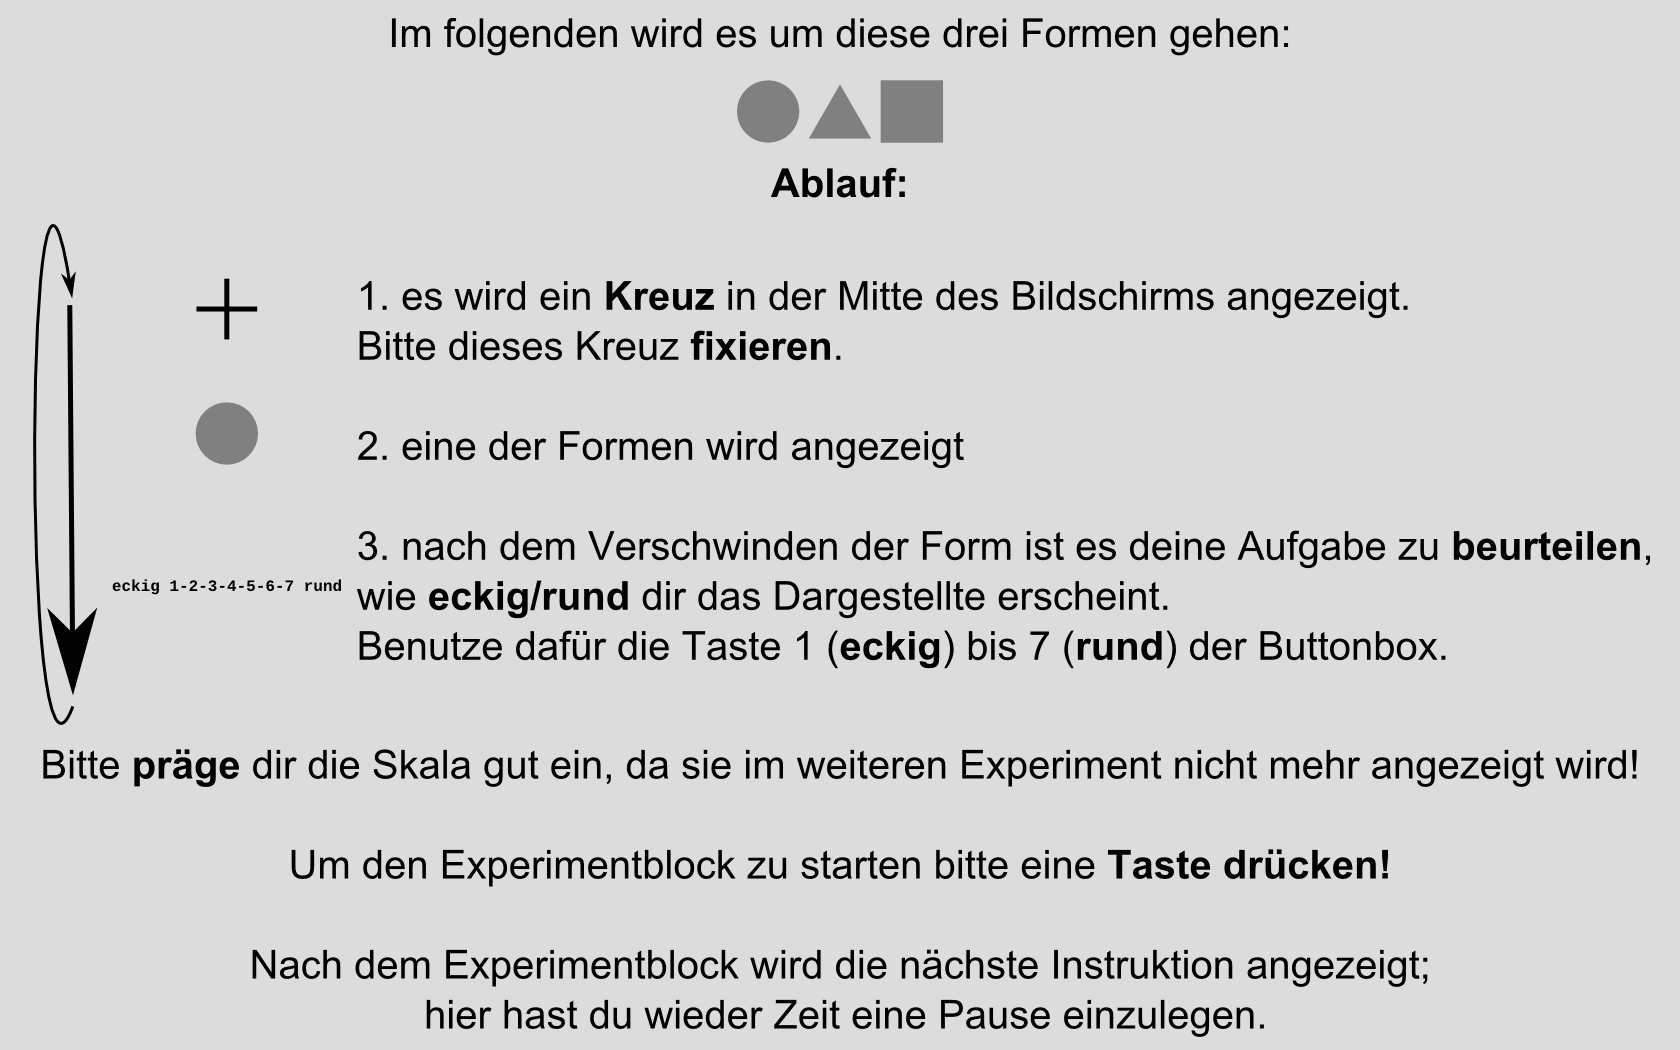 Im folgenden wird es um diese drei Formen gehen:
Ablauf:
1. es wird ein Kreuz in der Mitte des Bildschirms angezeigt.
Bitte dieses Kreuz fixieren.
2. eine der Formen wird angezeigt
3. nach dem Verschwinden der Form ist es deine Aufgabe zu beurteilen,
eckig 1-2-3-4-5-6-7 rund
wie eckig/rund dir das Dargestellte erscheint.
Benutze dafür die Taste 1 (eckig) bis 7 (rund) der Buttonbox.
Bitte präge dir die Skala gut ein, da sie im weiteren Experiment nicht mehr angezeigt wird!
Um den Experimentblock zu starten bitte eine Taste drücken!
Nach dem Experimentblock wird die nächste Instruktion angezeigt;
hier hast du wieder Zeit eine Pause einzulegen.